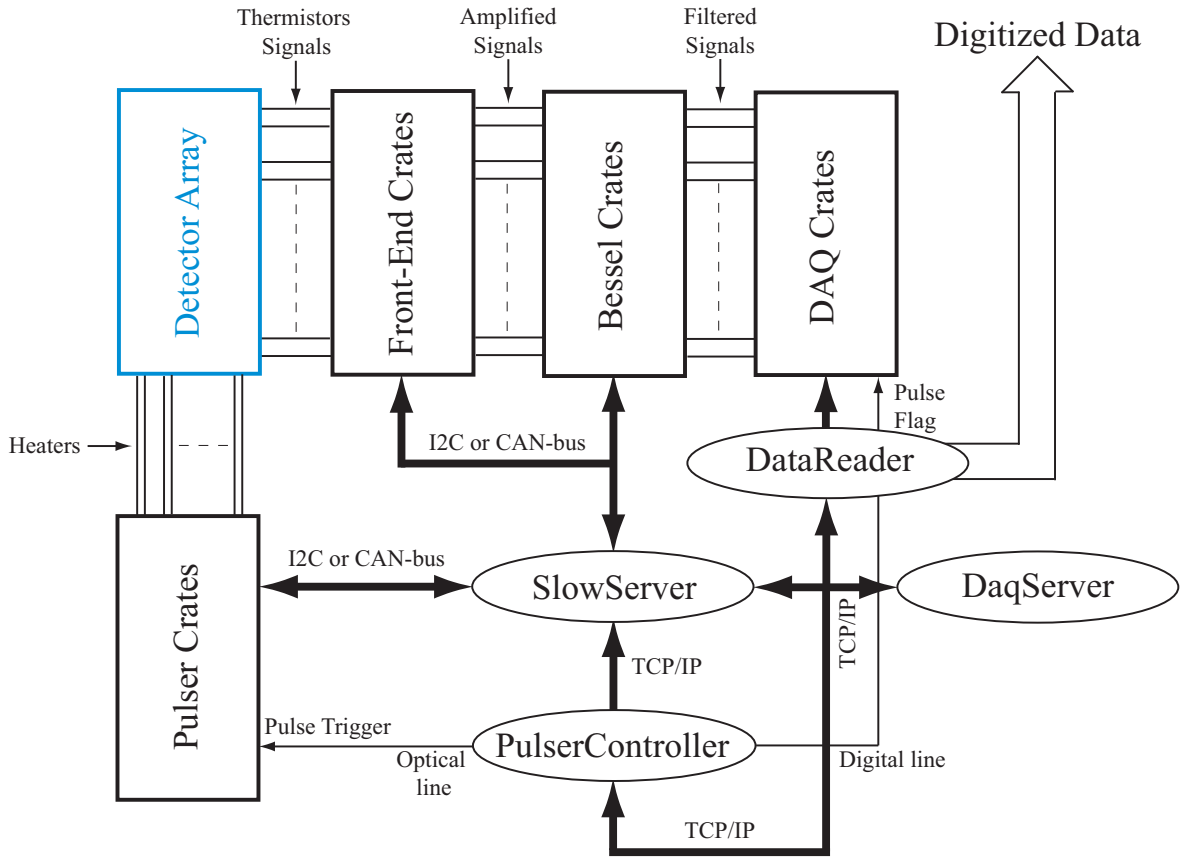 Thermistors
Signals
Amplified
Signals
Filtered
Signals
Digitized Data
Detector Array
Front-End Crates
Bessel Crates
DAQ Crates
Heaters
I2C or CAN-bus
Pulse
Flag
DataReader
I2C or CAN-bus
SlowServer
DaqServer
Pulser Crates
TCP/IP
TCP/IP
Pulse Trigger
Optical
line
PulserController
Digital line
TCP/IP